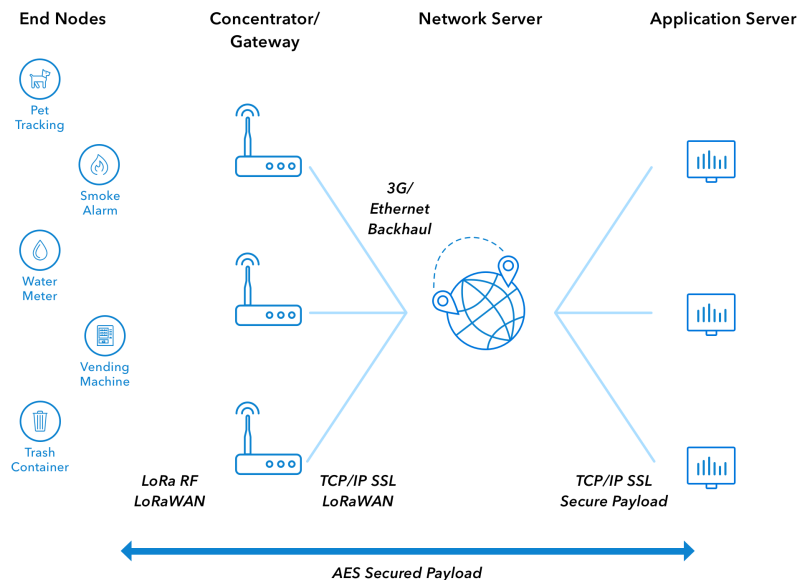 End Nodes
Concentrator/
Gateway
Network Server
Application Server
Pet
Tracking
Smoke
Alarm
Water
Meter
Vending
Machine
Trash
Container
3G/
Ethernet
Backhaul
LoRa RF
LoRaWAN
TCP/IP SSL
LoRaWAN
TCP/IP SSL
Secure Payload
AES Secured Payload